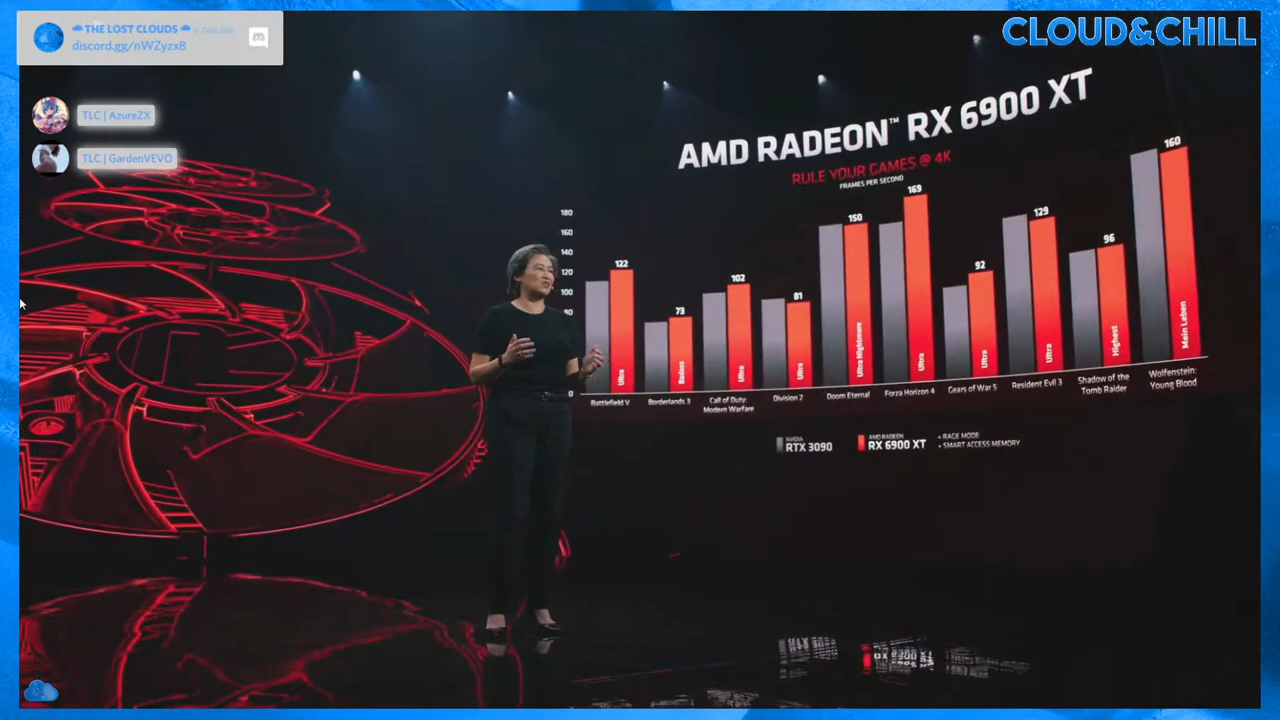 THE LOST CLOUDS
ONLINE
discord.gg/nWZyzx8
CLOUD&CHILL
TLC | AzureZX
TLC | GardenVEVO
AMD RADEON™ RX 6900 XT
RULE YOUR GAMES @ 4K
FRAMES PER SECOND
180
160
140
120
100
80
0
122
73
102
81
150
169
92
129
96
160
Ultra
Badass
Ultra
Ultra
Ultra Nightmare
Ultra
Ultra
Ultra
Highest
Mein Leben
Battlefield V
Borderlands 3
Call of Duty:
Modern Warfare
Division 2
Doom Eternal
Forza Horizon 4
Gears of War 5
Resident Evil 3
Shadow of the
Tomb Raider
Wolfenstein:
Young Blood
NVIDIA
RTX 3090
AMD RADEON
RX 6900 XT
+ RAGE MODE
+ SMART ACCESS MEMORY